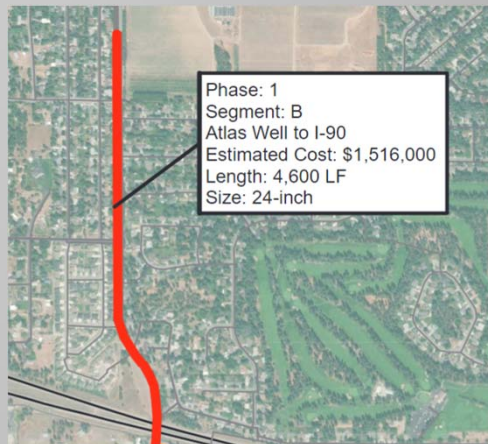 Phase: 1
Segment: B
Atlas Well to I-90
Estimated Cost: $1,516,000
Length: 4,600 LF
Size: 24-inch